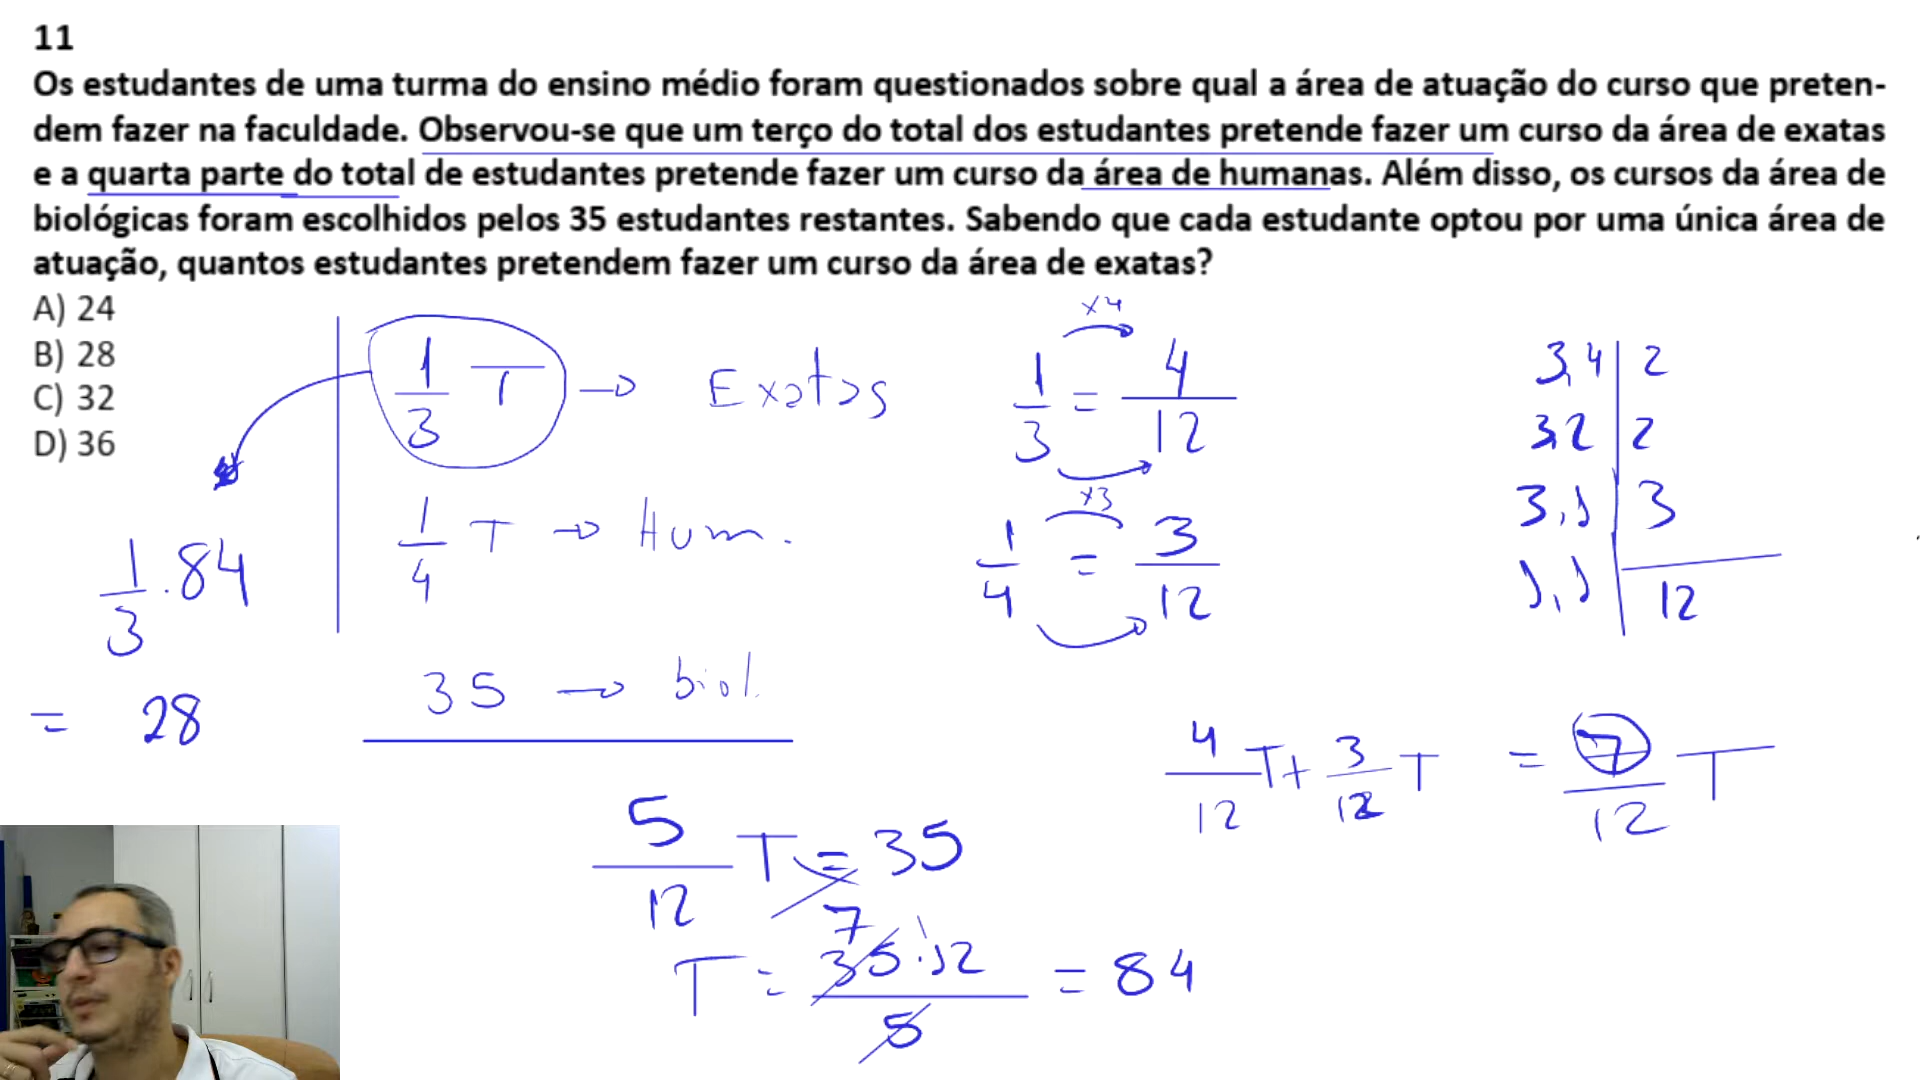 11
Os estudantes de uma turma do ensino médio foram questionados sobre qual a área de atuação do curso que preten-
dem fazer na faculdade. Observou-se que um terço do total dos estudantes pretende fazer um curso da área de exatas
e a quarta parte do total de estudantes pretende fazer um curso da área de humanas. Além disso, os cursos da área de
biológicas foram escolhidos pelos 35 estudantes restantes. Sabendo que cada estudante optou por uma única área de
atuação, quantos estudantes pretendem fazer um curso da área de exatas?
A) 24
B) 28
C) 32
D) 36
1/3 T → Exatas
1/4 T → Hum.
35 → biol.
1/3 . 84
= 28
x4
1/3 = 4/12
x3
1/4 = 3/12
3,4 | 2
3,2 | 2
3,1 | 3
1,1 | 12
4/12 T + 3/12 T = 7/12 T
5/12 T = 35
7
T = 35.12/5 = 84